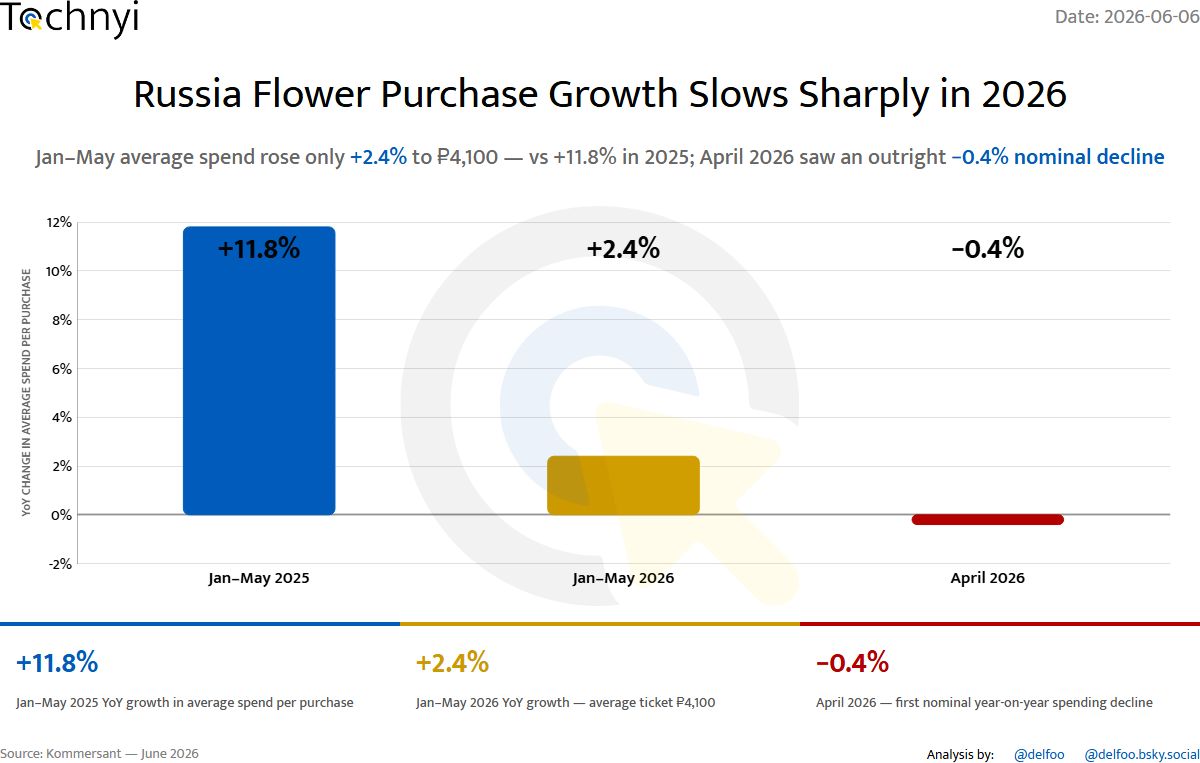 Technyi
Date: 2026-06-06
Russia Flower Purchase Growth Slows Sharply in 2026
Jan–May average spend rose only +2.4% to ₽4,100 — vs +11.8% in 2025; April 2026 saw an outright −0.4% nominal decline
YoY CHANGE IN AVERAGE SPEND PER PURCHASE
12%
10%
8%
6%
4%
2%
0%
-2%
+11.8%
+2.4%
−0.4%
Jan–May 2025
Jan–May 2026
April 2026
+11.8%
Jan–May 2025 YoY growth in average spend per purchase
+2.4%
Jan–May 2026 YoY growth — average ticket ₽4,100
−0.4%
April 2026 — first nominal year-on-year spending decline
Source: Kommersant — June 2026
Analysis by: @delfoo @delfoo.bsky.social